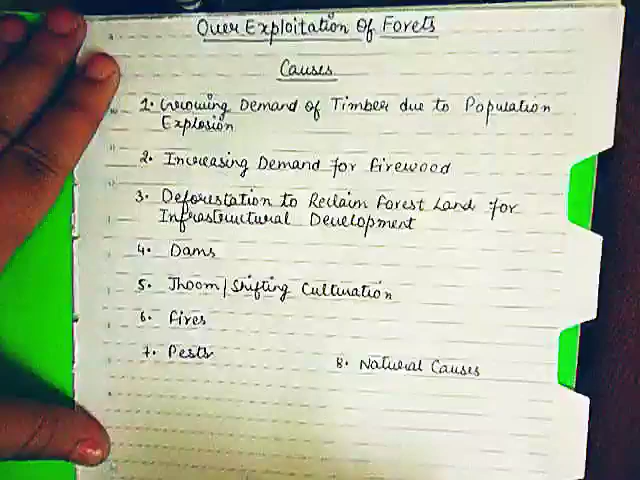 Over Exploitation Of Forets
Causes
1. Growing Demand of Timber due to Population
Explosion
2. Increasing Demand for Firewood
3. Deforestation to Reclaim Forest Land for
Infrastructural Development
4. Dams
5. Jhoom/Shifting Cultivation
6. Fires
7. Pests
8. Natural Causes